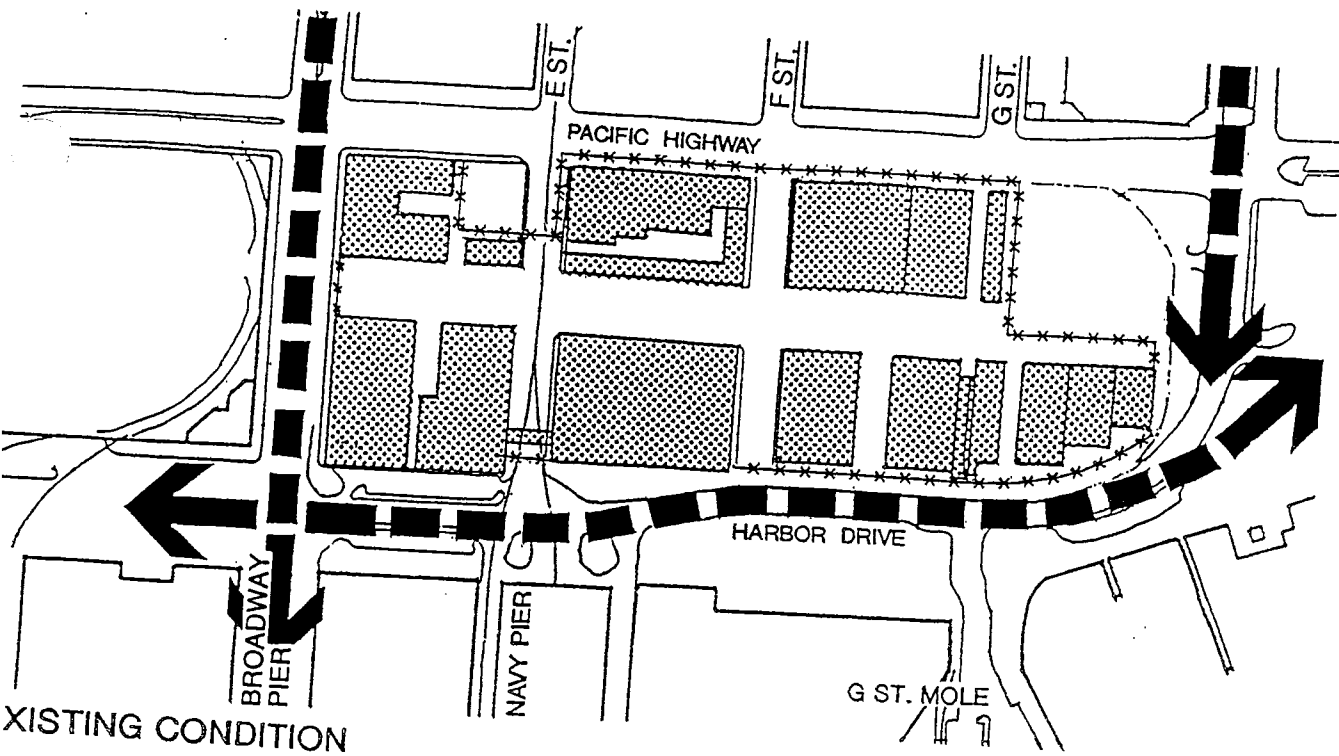 E ST.
F ST.
G ST.
PACIFIC HIGHWAY
HARBOR DRIVE
BROADWAY
PIER
NAVY PIER
G ST. MOLE
XISTING CONDITION